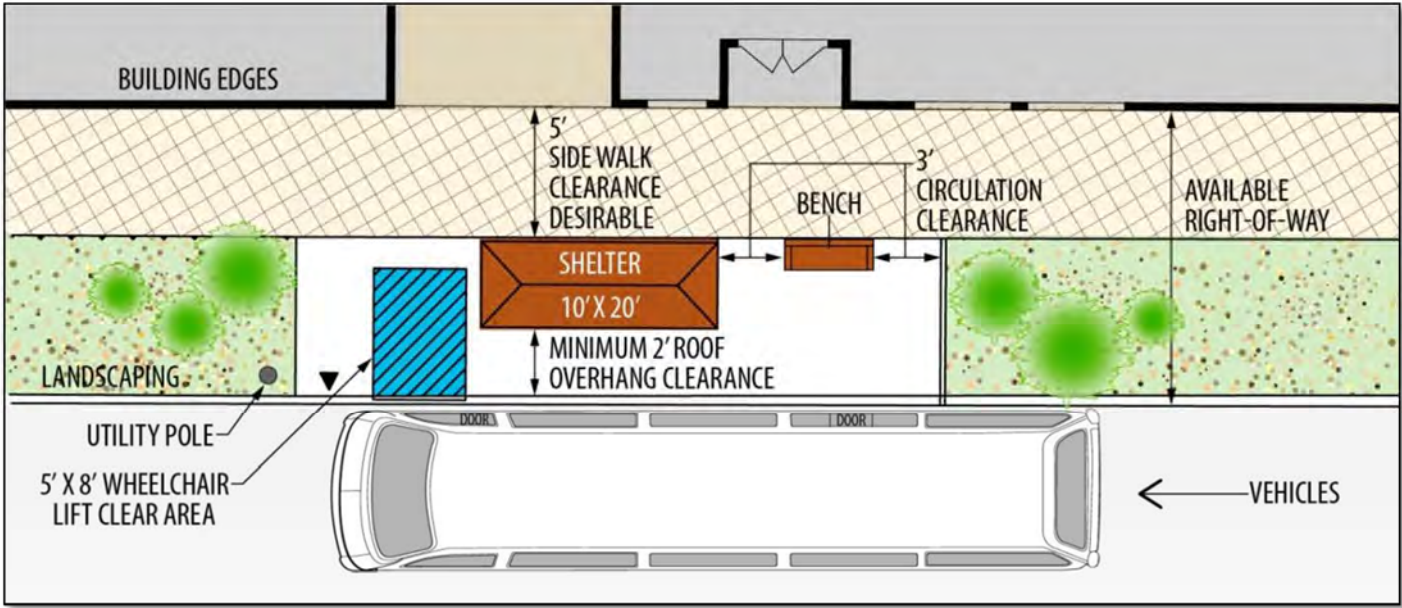 BUILDING EDGES
5’
SIDE WALK
CLEARANCE
DESIRABLE
BENCH
3’
CIRCULATION
CLEARANCE
AVAILABLE
RIGHT-OF-WAY
SHELTER
10’ X 20’
MINIMUM 2’ ROOF
OVERHANG CLEARANCE
LANDSCAPING
UTILITY POLE
5’ X 8’ WHEELCHAIR
LIFT CLEAR AREA
DOOR
DOOR
VEHICLES